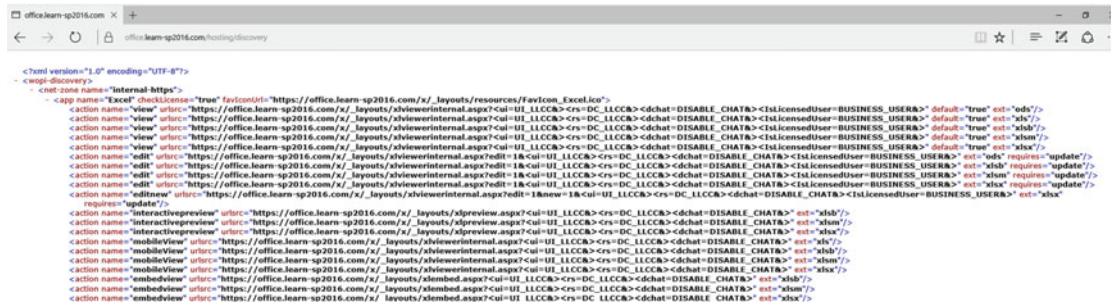 office.learn-sp2016.com
office.learn-sp2016.com/hosting/discovery
<?xml version="1.0" encoding="UTF-8"?>
- <wopi-discovery>
- <net-zone name="internal-https">
- <app name="Excel" checkLicense="true" favIconUrl="https://office.learn-sp2016.com/x/_layouts/resources/FavIcon_Excel.ico">
<action name="view" urlsrc="https://office.learn-sp2016.com/x/_layouts/xlviewerinternal.aspx?<ui=UI_LLCC&><rs=DC_LLCC&><dchat=DISABLE_CHAT&><IsLicensedUser=BUSINESS_USER&>" default="true" ext="ods"/>
<action name="view" urlsrc="https://office.learn-sp2016.com/x/_layouts/xlviewerinternal.aspx?<ui=UI_LLCC&><rs=DC_LLCC&><dchat=DISABLE_CHAT&><IsLicensedUser=BUSINESS_USER&>" default="true" ext="xls"/>
<action name="view" urlsrc="https://office.learn-sp2016.com/x/_layouts/xlviewerinternal.aspx?<ui=UI_LLCC&><rs=DC_LLCC&><dchat=DISABLE_CHAT&><IsLicensedUser=BUSINESS_USER&>" default="true" ext="xlsb"/>
<action name="view" urlsrc="https://office.learn-sp2016.com/x/_layouts/xlviewerinternal.aspx?<ui=UI_LLCC&><rs=DC_LLCC&><dchat=DISABLE_CHAT&><IsLicensedUser=BUSINESS_USER&>" default="true" ext="xlsm"/>
<action name="view" urlsrc="https://office.learn-sp2016.com/x/_layouts/xlviewerinternal.aspx?<ui=UI_LLCC&><rs=DC_LLCC&><dchat=DISABLE_CHAT&><IsLicensedUser=BUSINESS_USER&>" default="true" ext="xlsx"/>
<action name="edit" urlsrc="https://office.learn-sp2016.com/x/_layouts/xlviewerinternal.aspx?edit=1&<ui=UI_LLCC&><rs=DC_LLCC&><dchat=DISABLE_CHAT&><IsLicensedUser=BUSINESS_USER&>" ext="ods" requires="update"/>
<action name="edit" urlsrc="https://office.learn-sp2016.com/x/_layouts/xlviewerinternal.aspx?edit=1&<ui=UI_LLCC&><rs=DC_LLCC&><dchat=DISABLE_CHAT&><IsLicensedUser=BUSINESS_USER&>" ext="xlsb" requires="update"/>
<action name="edit" urlsrc="https://office.learn-sp2016.com/x/_layouts/xlviewerinternal.aspx?edit=1&<ui=UI_LLCC&><rs=DC_LLCC&><dchat=DISABLE_CHAT&><IsLicensedUser=BUSINESS_USER&>" ext="xlsm" requires="update"/>
<action name="edit" urlsrc="https://office.learn-sp2016.com/x/_layouts/xlviewerinternal.aspx?edit=1&<ui=UI_LLCC&><rs=DC_LLCC&><dchat=DISABLE_CHAT&><IsLicensedUser=BUSINESS_USER&>" ext="xlsx" requires="update"/>
<action name="editnew" urlsrc="https://office.learn-sp2016.com/x/_layouts/xlviewerinternal.aspx?edit=1&new=1&<ui=UI_LLCC&><rs=DC_LLCC&><dchat=DISABLE_CHAT&><IsLicensedUser=BUSINESS_USER&>" ext="xlsx"
requires="update"/>
<action name="interactivepreview" urlsrc="https://office.learn-sp2016.com/x/_layouts/xlpreview.aspx?<ui=UI_LLCC&><rs=DC_LLCC&><dchat=DISABLE_CHAT&>" ext="xlsb"/>
<action name="interactivepreview" urlsrc="https://office.learn-sp2016.com/x/_layouts/xlpreview.aspx?<ui=UI_LLCC&><rs=DC_LLCC&><dchat=DISABLE_CHAT&>" ext="xlsm"/>
<action name="interactivepreview" urlsrc="https://office.learn-sp2016.com/x/_layouts/xlpreview.aspx?<ui=UI_LLCC&><rs=DC_LLCC&><dchat=DISABLE_CHAT&>" ext="xlsx"/>
<action name="mobileView" urlsrc="https://office.learn-sp2016.com/x/_layouts/xlviewerinternal.aspx?<ui=UI_LLCC&><rs=DC_LLCC&><dchat=DISABLE_CHAT&>" ext="xls"/>
<action name="mobileView" urlsrc="https://office.learn-sp2016.com/x/_layouts/xlviewerinternal.aspx?<ui=UI_LLCC&><rs=DC_LLCC&><dchat=DISABLE_CHAT&>" ext="xlsb"/>
<action name="mobileView" urlsrc="https://office.learn-sp2016.com/x/_layouts/xlviewerinternal.aspx?<ui=UI_LLCC&><rs=DC_LLCC&><dchat=DISABLE_CHAT&>" ext="xlsm"/>
<action name="mobileView" urlsrc="https://office.learn-sp2016.com/x/_layouts/xlviewerinternal.aspx?<ui=UI_LLCC&><rs=DC_LLCC&><dchat=DISABLE_CHAT&>" ext="xlsx"/>
<action name="embedview" urlsrc="https://office.learn-sp2016.com/x/_layouts/xlembed.aspx?<ui=UI_LLCC&><rs=DC_LLCC&><dchat=DISABLE_CHAT&>" ext="xlsb"/>
<action name="embedview" urlsrc="https://office.learn-sp2016.com/x/_layouts/xlembed.aspx?<ui=UI_LLCC&><rs=DC_LLCC&><dchat=DISABLE_CHAT&>" ext="xlsm"/>
<action name="embedview" urlsrc="https://office.learn-sp2016.com/x/_layouts/xlembed.aspx?<ui=UI_LLCC&><rs=DC_LLCC&><dchat=DISABLE_CHAT&>" ext="xlsx"/>